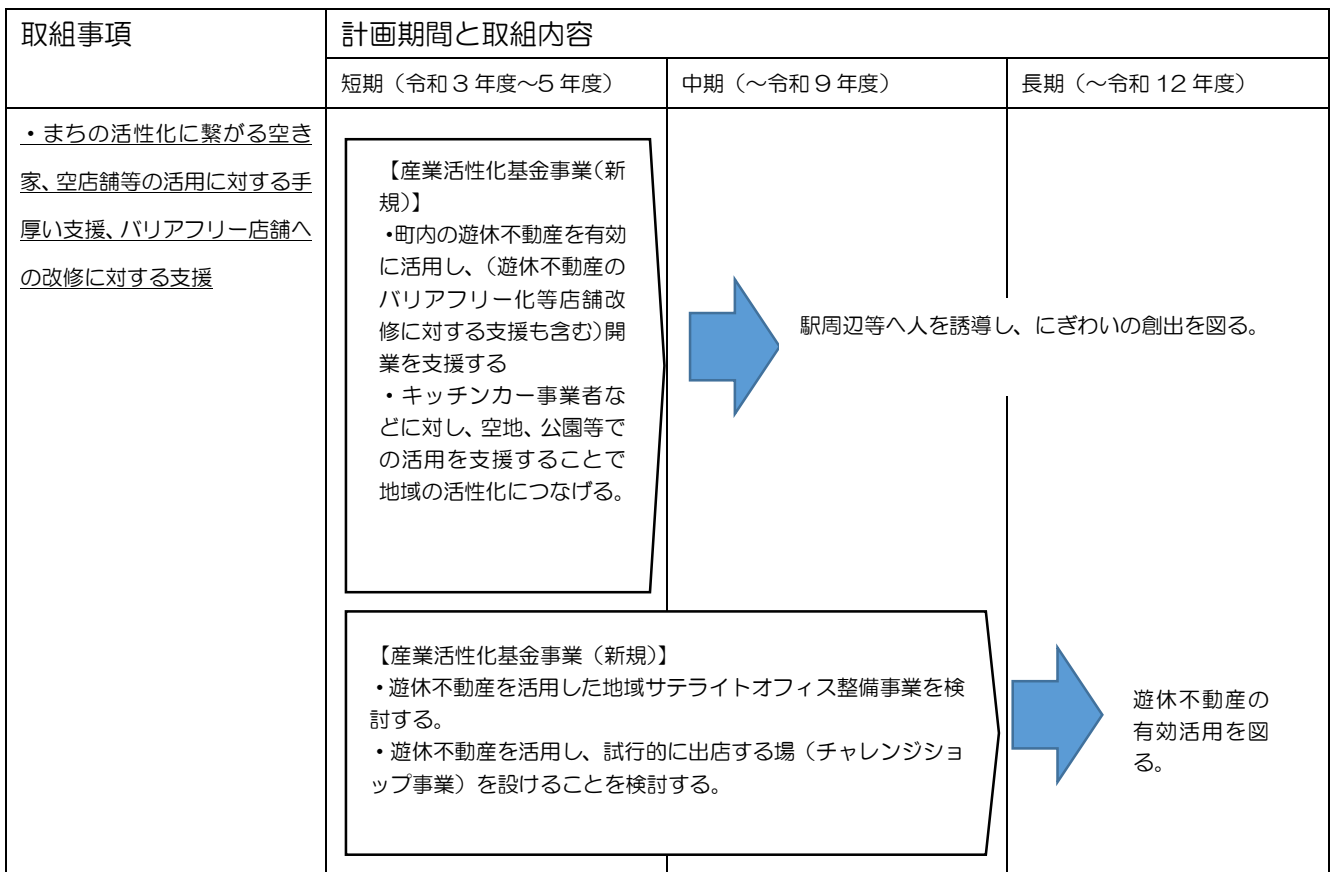 取組事項
計画期間と取組内容
短期（令和3年度～5年度）
中期（～令和9年度）
長期（～令和12年度）
・まちの活性化に繋がる空き
家、空店舗等の活用に対する手
厚い支援、バリアフリー店舗へ
の改修に対する支援
【産業活性化基金事業（新
規）】
・町内の遊休不動産を有効
に活用し、（遊休不動産の
バリアフリー化等店舗改
修に対する支援も含む）開
業を支援する
・キッチンカー事業者な
どに対し、空地、公園等で
の活用を支援することで
地域の活性化につなげる。
駅周辺等へ人を誘導し、にぎわいの創出を図る。
【産業活性化基金事業（新規）】
・遊休不動産を活用した地域サテライトオフィス整備事業を検
討する。
・遊休不動産を活用し、試行的に出店する場（チャレンジショ
ップ事業）を設けることを検討する。
遊休不動産の
有効活用を図
る。